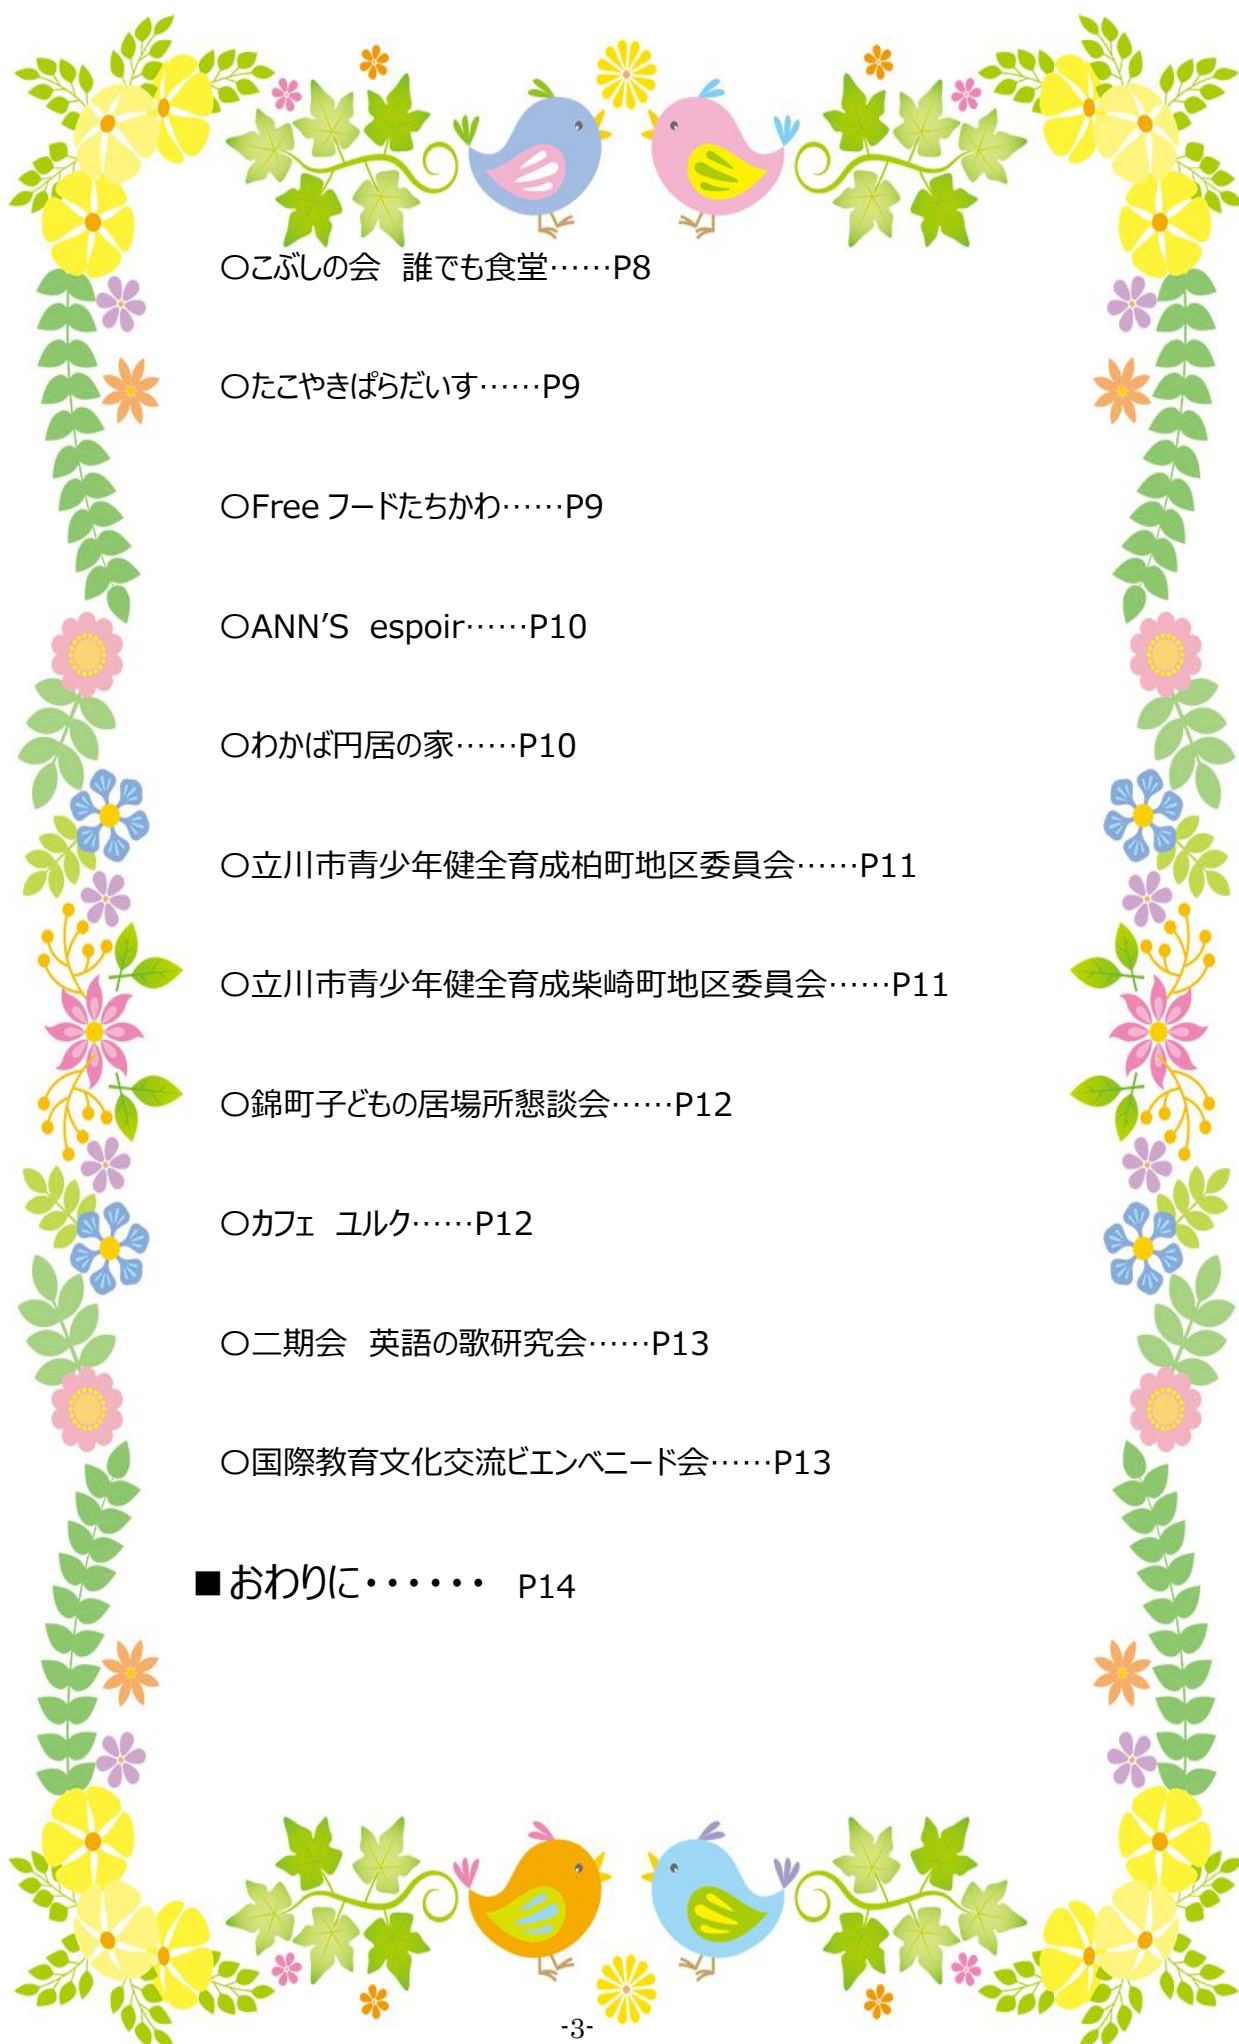 〇こぶしの会　誰でも食堂……P8
〇たこやきぱらだいす……P9
〇Free フードたちかわ……P9
〇ANN’S　espoir……P10
〇わかば円居の家……P10
〇立川市青少年健全育成柏町地区委員会……P11
〇立川市青少年健全育成柴崎町地区委員会……P11
〇錦町子どもの居場所懇談会……P12
〇カフェ　ユルク……P12
〇二期会　英語の歌研究会……P13
〇国際教育文化交流ビエンベニード会……P13
■おわりに・・・・・・　P14
-3-